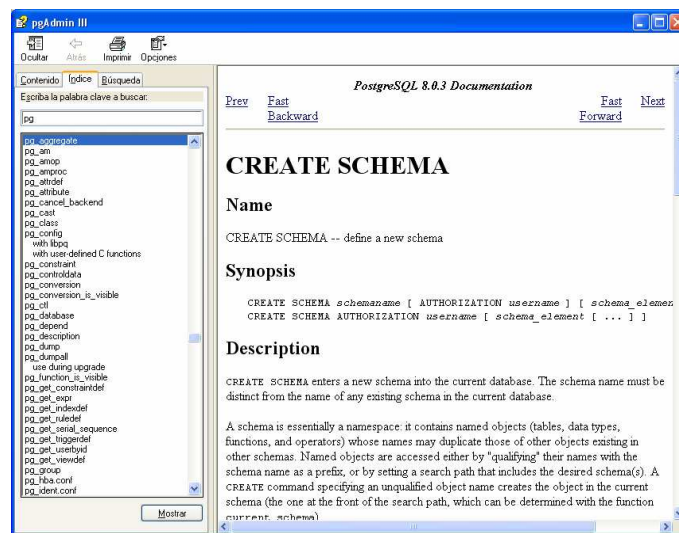 pgAdmin III
Ocultar Atrás Imprimir Opciones
Contenido Índice Búsqueda
Escriba la palabra clave a buscar:
pg
pg_aggregate
pg_am
pg_amop
pg_amproc
pg_attrdef
pg_attribute
pg_cancel_backend
pg_cast
pg_class
pg_config
with libpq
with user-defined C functions
pg_constraint
pg_controldata
pg_conversion
pg_conversion_is_visible
pg_ctl
pg_database
pg_depend
pg_description
pg_dump
pg_dumpall
use during upgrade
pg_function_is_visible
pg_get_constraintdef
pg_get_expr
pg_get_indexdef
pg_get_ruledef
pg_get_serial_sequence
pg_get_triggerdef
pg_get_userbyid
pg_get_viewdef
pg_group
pg_hba.conf
pg_ident.conf
Mostrar
PostgreSQL 8.0.3 Documentation
Prev Fast Backward Fast Forward Next
CREATE SCHEMA
Name
CREATE SCHEMA -- define a new schema
Synopsis
CREATE SCHEMA schemaname [ AUTHORIZATION username ] [ schema_elemen
CREATE SCHEMA AUTHORIZATION username [ schema_element [ ... ] ]
Description
CREATE SCHEMA enters a new schema into the current database. The schema name must be
distinct from the name of any existing schema in the current database.
A schema is essentially a namespace: it contains named objects (tables, data types,
functions, and operators) whose names may duplicate those of other objects existing in
other schemas. Named objects are accessed either by "qualifying" their names with the
schema name as a prefix, or by setting a search path that includes the desired schema(s). A
CREATE command specifying an unqualified object name creates the object in the current
schema (the one at the front of the search path, which can be determined with the function
current_schema)